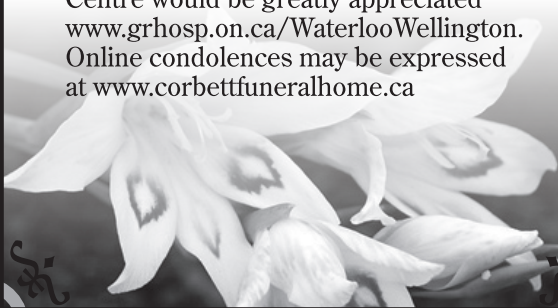 Centre would be greatly appreciated
www.grhosp.on.ca/WaterlooWellington.
Online condolences may be expressed
at www.corbettfuneralhome.ca